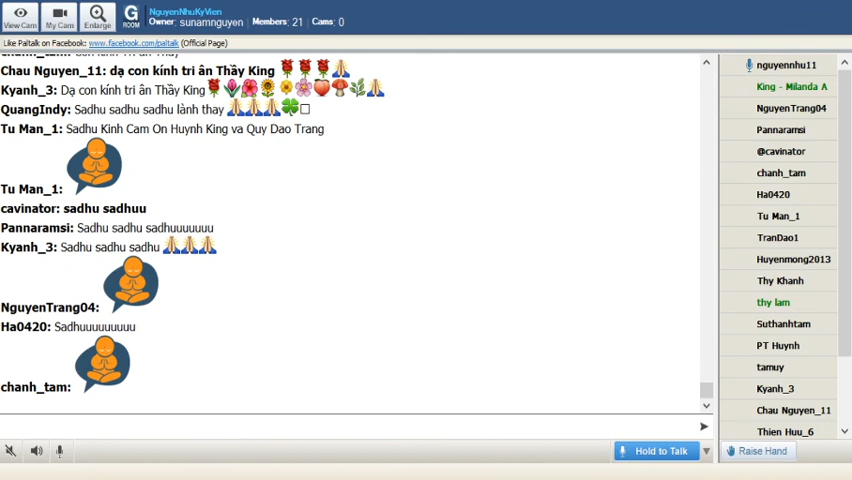 View Cam
My Cam
Enlarge
G
ROOM
NguyenNhuKyVien
Owner: sunamnguyen Members: 21 Cams: 0
Like Paltalk on Facebook: www.facebook.com/paltalk (Official Page)
Chau Nguyen_11: dạ con kính tri ân Thầy King
Kyanh_3: Dạ con kính tri ân Thầy King
QuangIndy: Sadhu sadhu sadhu lành thay
Tu Man_1: Sadhu Kinh Cam On Huynh King va Quy Dao Trang
Tu Man_1:
cavinator: sadhu sadhuu
Pannaramsi: Sadhu sadhu sadhuuuuuuu
Kyanh_3: Sadhu sadhu sadhu
NguyenTrang04:
Ha0420: Sadhuuuuuuuuu
chanh_tam:
Hold to Talk
nguyennhu11
King - Milanda A
NguyenTrang04
Pannaramsi
@cavinator
chanh_tam
Ha0420
Tu Man_1
TranDao1
Huyenmong2013
Thy Khanh
thy lam
Suthanhtam
PT Huynh
tamuy
Kyanh_3
Chau Nguyen_11
Thien Huu_6
Raise Hand